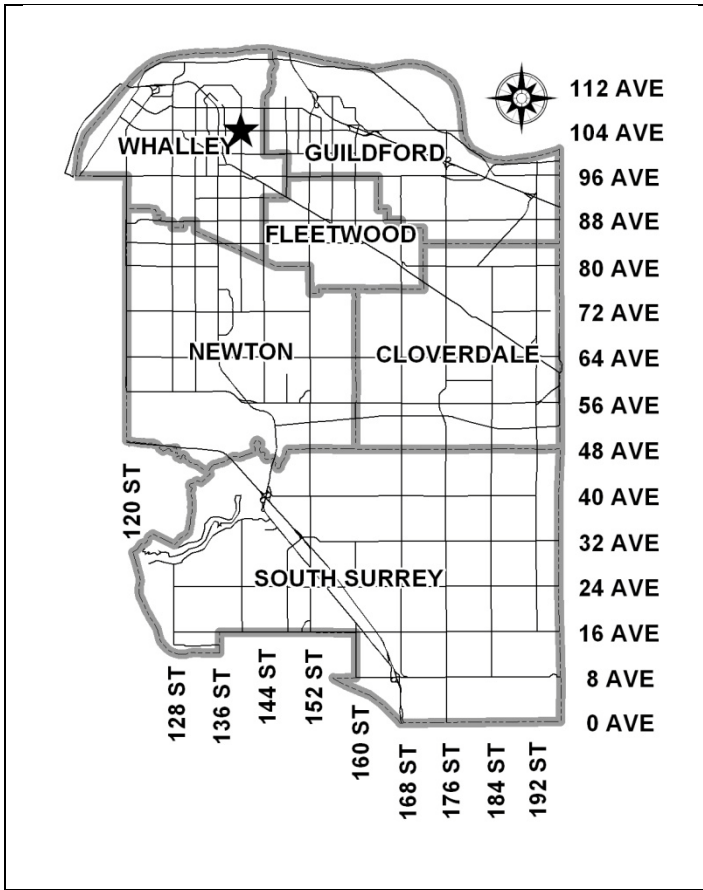 112 AVE
104 AVE
WHALLEY
GUILDFORD
96 AVE
88 AVE
FLEETWOOD
80 AVE
72 AVE
NEWTON
CLOVERDALE
64 AVE
56 AVE
48 AVE
120 ST
40 AVE
32 AVE
SOUTH SURREY
24 AVE
16 AVE
128 ST
136 ST
144 ST
152 ST
160 ST
8 AVE
0 AVE
168 ST
176 ST
184 ST
192 ST